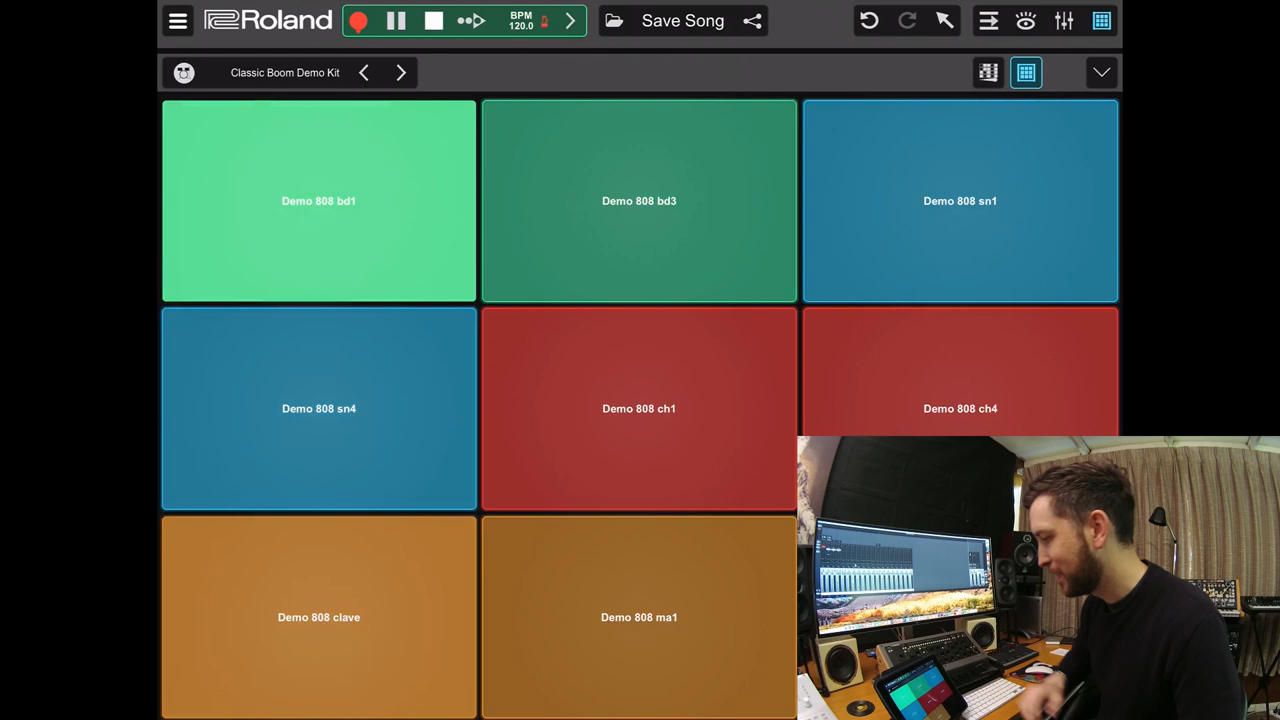 Roland
BPM
120.0
Save Song
Classic Boom Demo Kit
Demo 808 bd1
Demo 808 bd3
Demo 808 sn1
Demo 808 sn4
Demo 808 ch1
Demo 808 ch4
Demo 808 clave
Demo 808 ma1